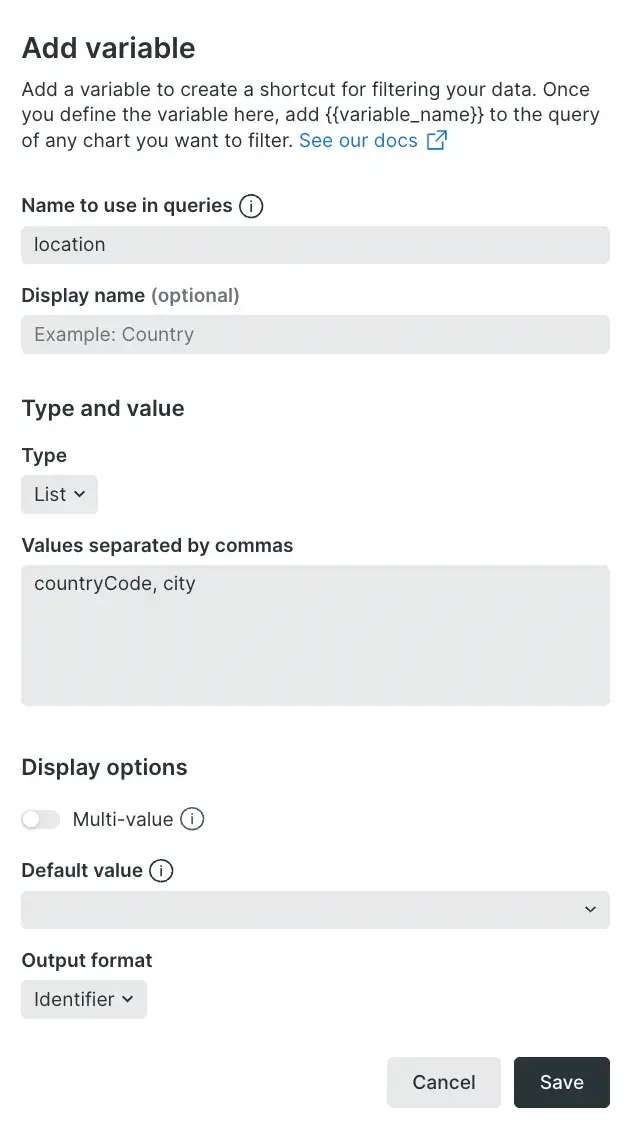 Add variable
Add a variable to create a shortcut for filtering your data. Once
you define the variable here, add {{variable_name}} to the query
of any chart you want to filter. See our docs
Name to use in queries
location
Display name (optional)
Example: Country
Type and value
Type
List
Values separated by commas
countryCode, city
Display options
Multi-value
Default value
Output format
Identifier
Cancel Save